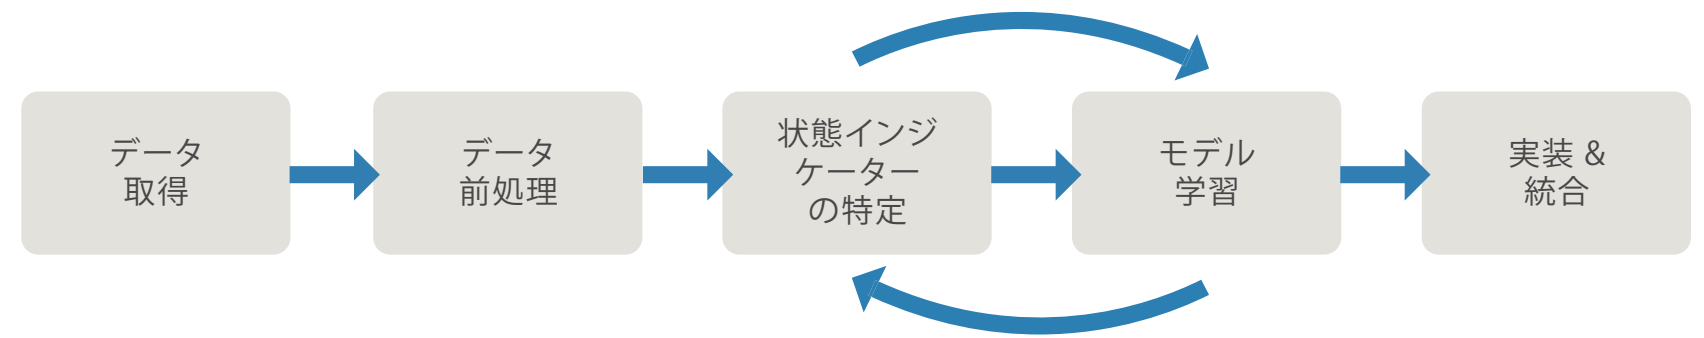 データ
取得
データ
前処理
状態インジ
ケーター
の特定
モデル
学習
実装 &
統合